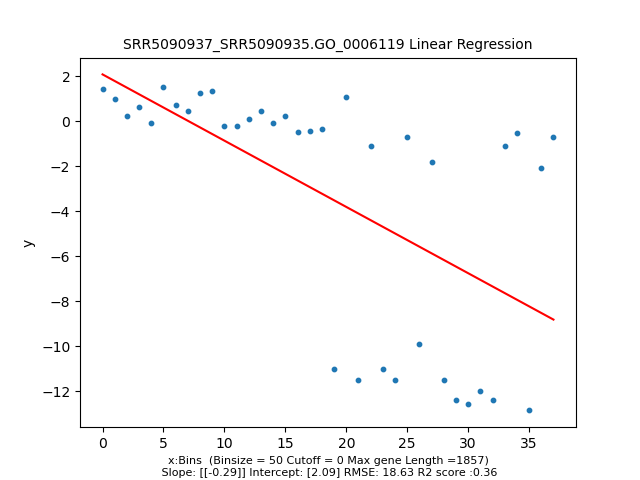 SRR5090937_SRR5090935.GO_0006119 Linear Regression
2
0
−2
−4
−6
−8
−10
−12
y
0 5 10 15 20 25 30 35
x:Bins (Binsize = 50 Cutoff = 0 Max gene Length =1857)
Slope: [[-0.29]] Intercept: [2.09] RMSE: 18.63 R2 score :0.36